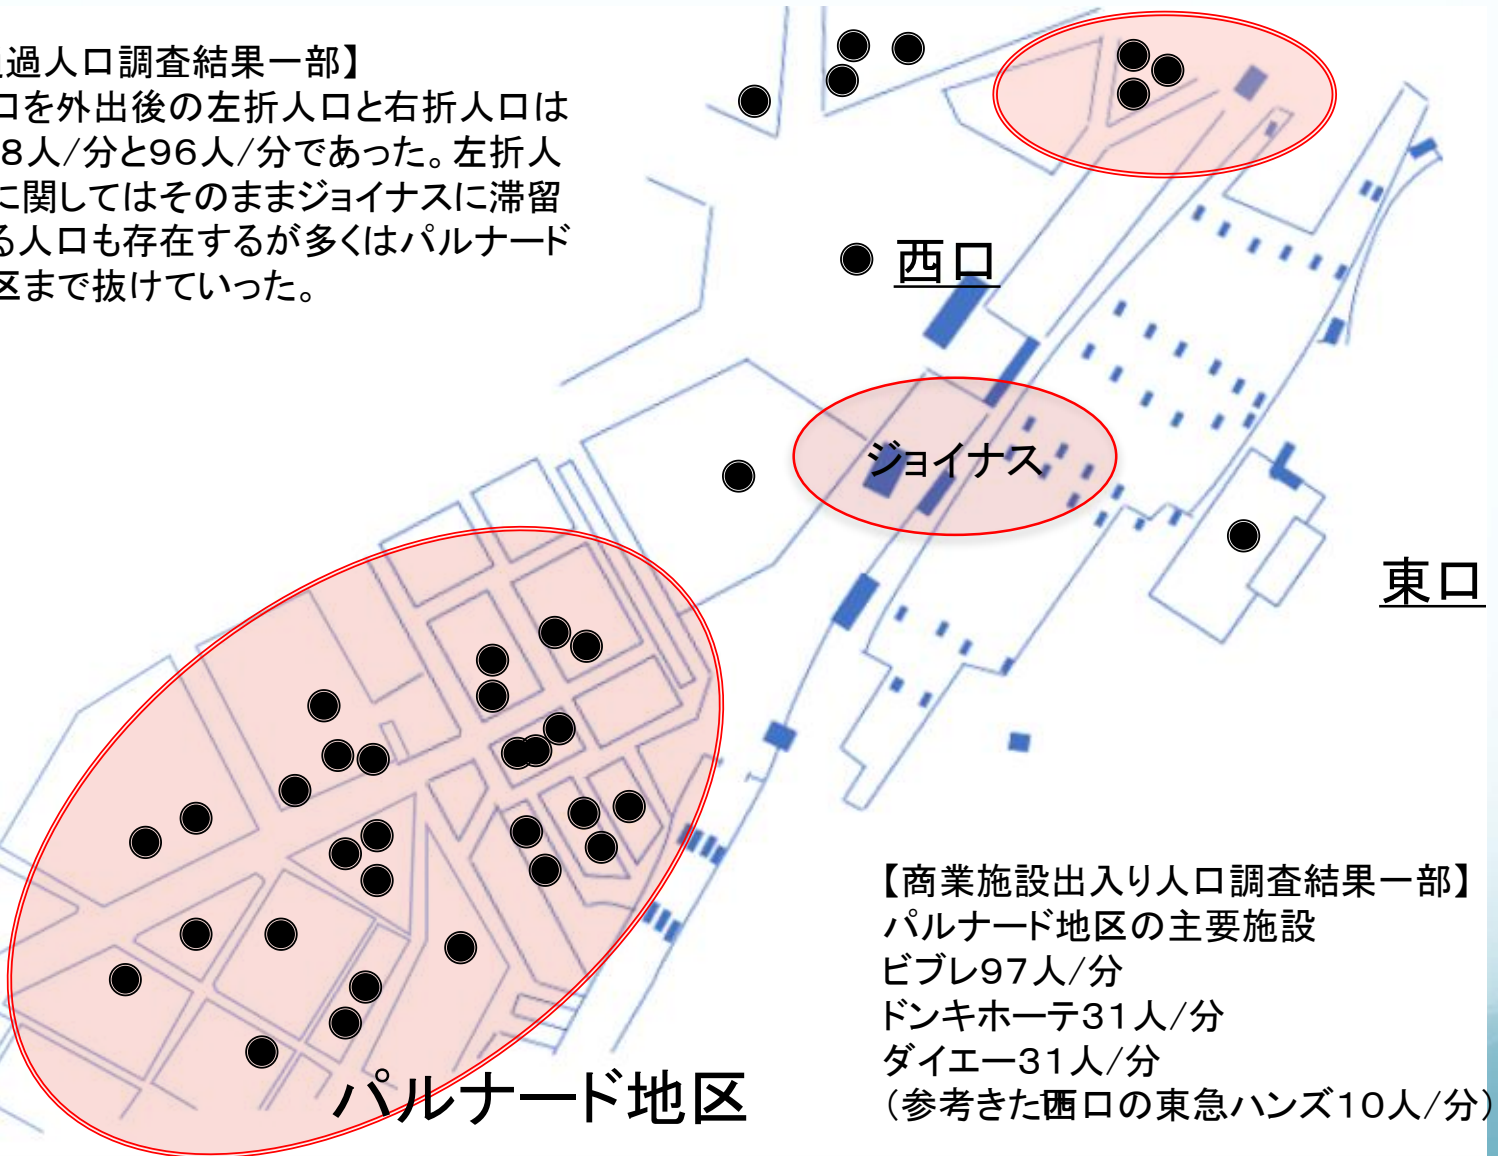 過人口調査結果一部】
口を外出後の左折人口と右折人口は
8人/分と96人/分であった。左折人
に関してはそのままジョイナスに滞留
る人口も存在するが多くはパルナード
区まで抜けていった。
西口
ジョイナス
東口
【商業施設出入り人口調査結果一部】
パルナード地区の主要施設
ビブレ97人/分
ドンキホーテ31人/分
ダイエー31人/分
(参考きた西口の東急ハンズ10人/分)
パルナード地区